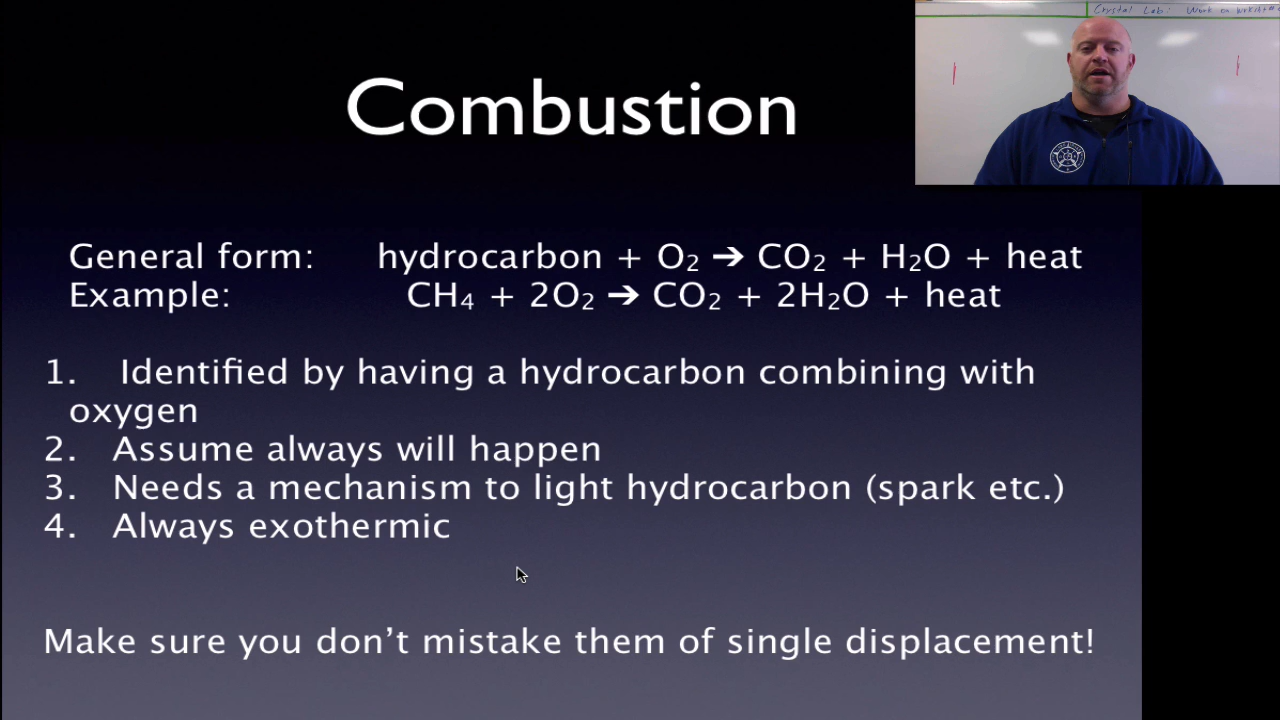 Crystal Lab: Work on
Combustion
General form: hydrocarbon + O₂ ➔ CO₂ + H₂O + heat
Example: CH₄ + 2O₂ ➔ CO₂ + 2H₂O + heat
1. Identified by having a hydrocarbon combining with
oxygen
2. Assume always will happen
3. Needs a mechanism to light hydrocarbon (spark etc.)
4. Always exothermic
Make sure you don’t mistake them of single displacement!